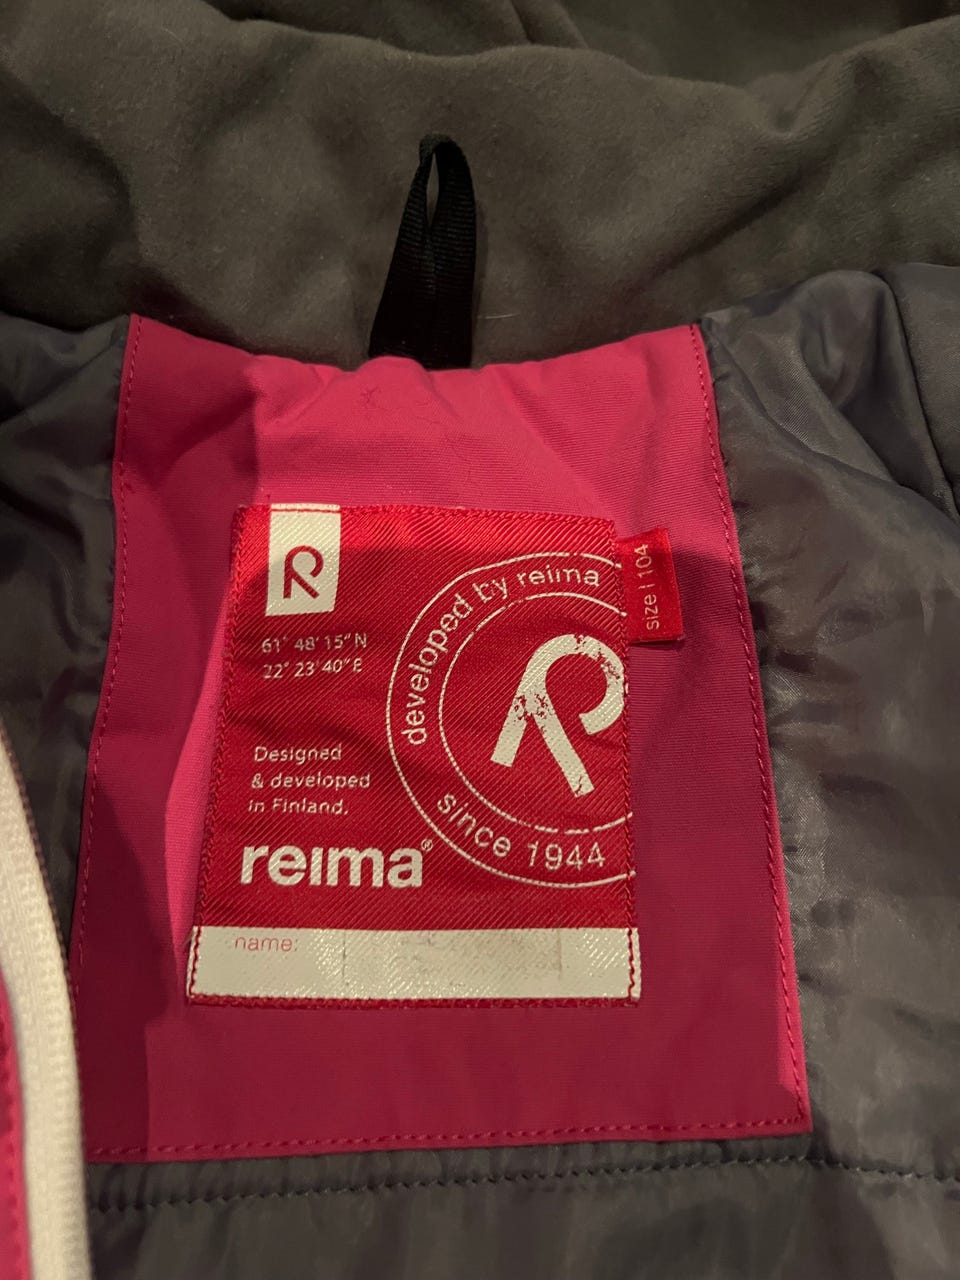 R
61° 48' 15" N
22° 23' 40" E
developed by reima
R
since 1944
size | 104
Designed
& developed
in Finland.
reima®
name: